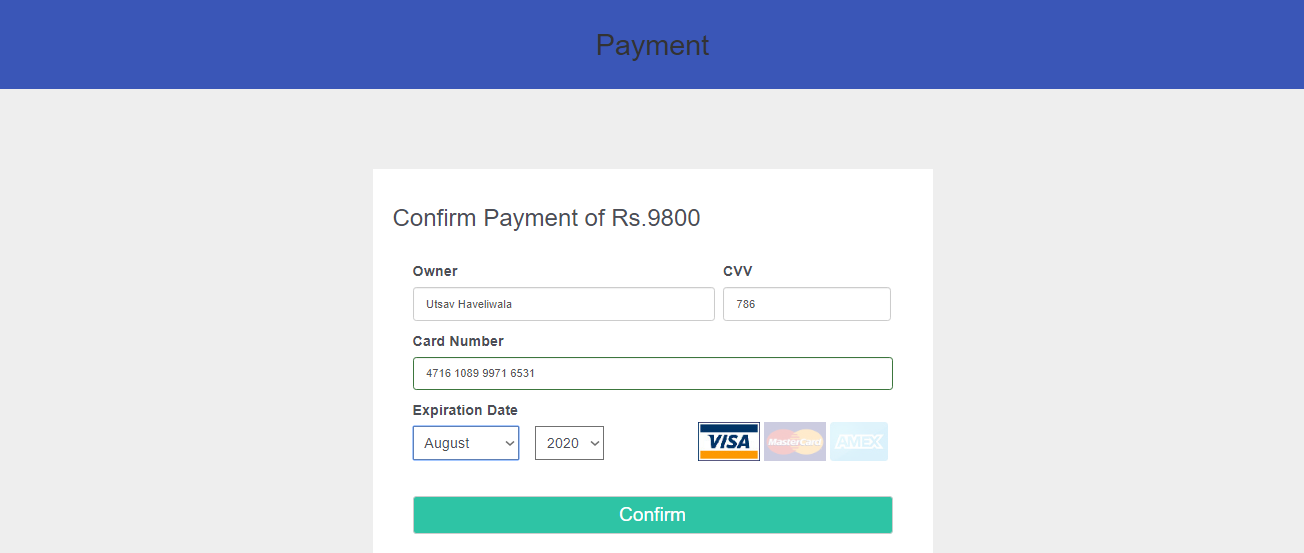 Payment
Confirm Payment of Rs.9800
Owner CVV
Utsav Haveliwala 786
Card Number
4716 1089 9971 6531
Expiration Date
August 2020 VISA MasterCard AMEX
Confirm